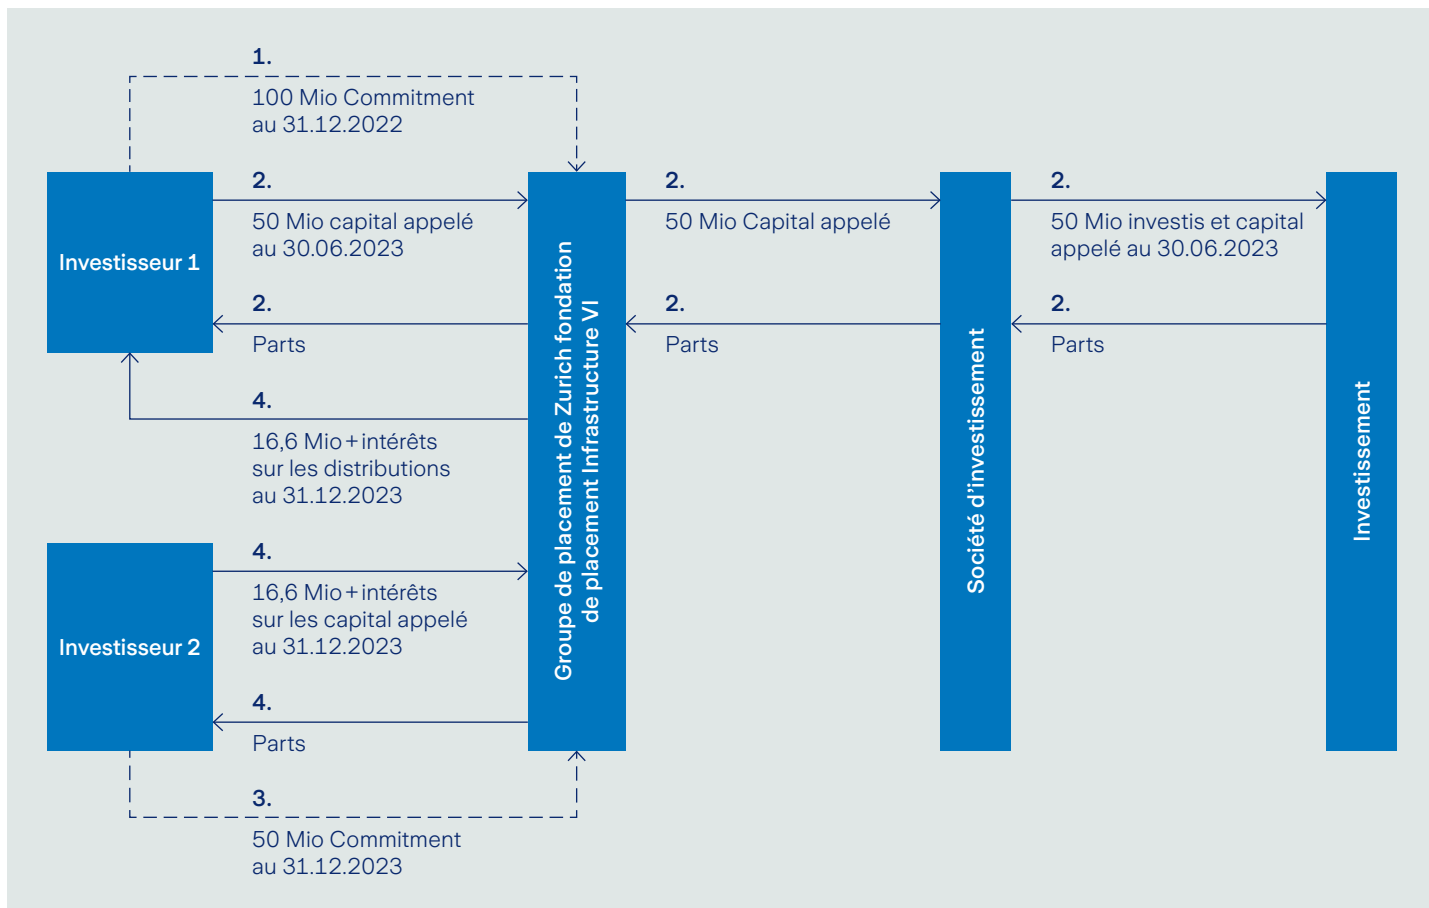 1.
100 Mio Commitment
au 31.12.2022
Investisseur 1
2.
50 Mio capital appelé
au 30.06.2023
2.
Parts
4.
16,6 Mio + intérêts
sur les distributions
au 31.12.2023
Investisseur 2
4.
16,6 Mio + intérêts
sur les capital appelé
au 31.12.2023
4.
Parts
3.
50 Mio Commitment
au 31.12.2023
Groupe de placement de Zurich fondation
de placement Infrastructure VI
2.
50 Mio Capital appelé
2.
Parts
Société d'investissement
2.
50 Mio investis et capital
appelé au 30.06.2023
2.
Parts
Investissement